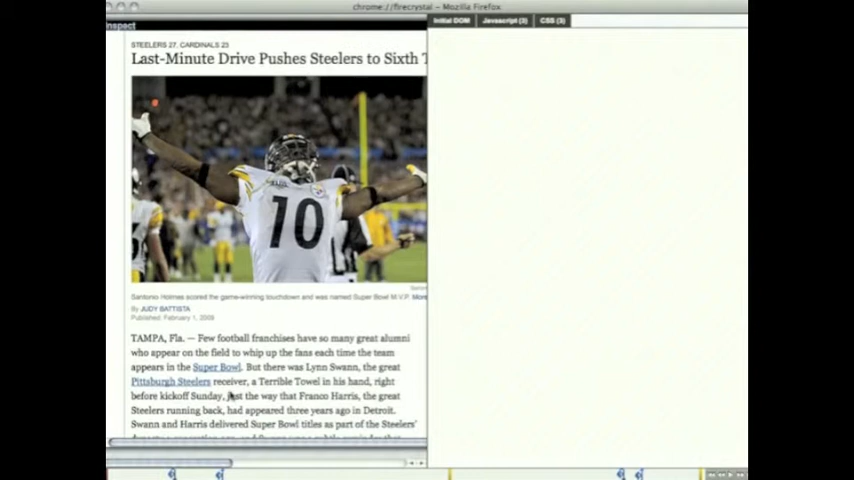 chrome://firecrystal - Mozilla Firefox
Inspect
Initial DOM Javascript (3) CSS (3)
STEELERS 27, CARDINALS 23
Last-Minute Drive Pushes Steelers to Sixth T
10
Santonio Holmes scored the game-winning touchdown and was named Super Bowl M.V.P. More
By JUDY BATTISTA
Published: February 1, 2009
TAMPA, Fla. — Few football franchises have so many great alumni
who appear on the field to whip up the fans each time the team
appears in the Super Bowl. But there was Lynn Swann, the great
Pittsburgh Steelers receiver, a Terrible Towel in his hand, right
before kickoff Sunday, just the way that Franco Harris, the great
Steelers running back, had appeared three years ago in Detroit.
Swann and Harris delivered Super Bowl titles as part of the Steelers'